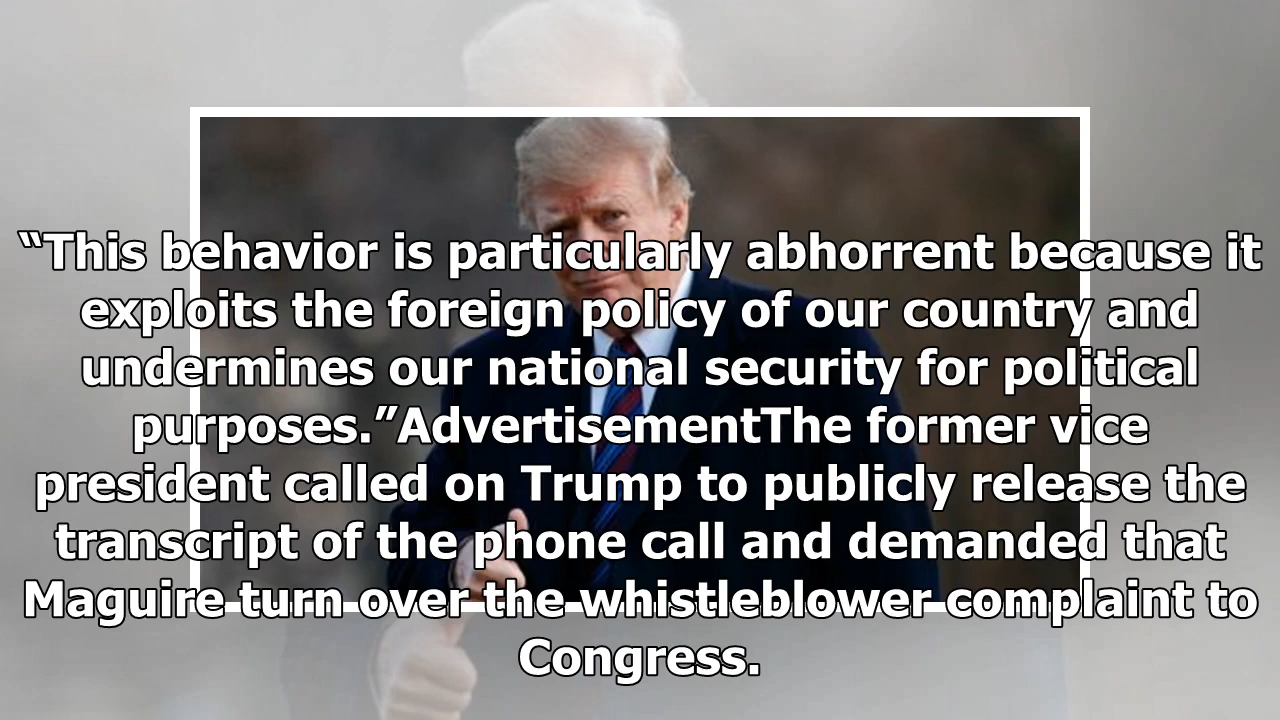 “This behavior is particularly abhorrent because it
exploits the foreign policy of our country and
undermines our national security for political
purposes.”AdvertisementThe former vice
president called on Trump to publicly release the
transcript of the phone call and demanded that
Maguire turn over the whistleblower complaint to
Congress.